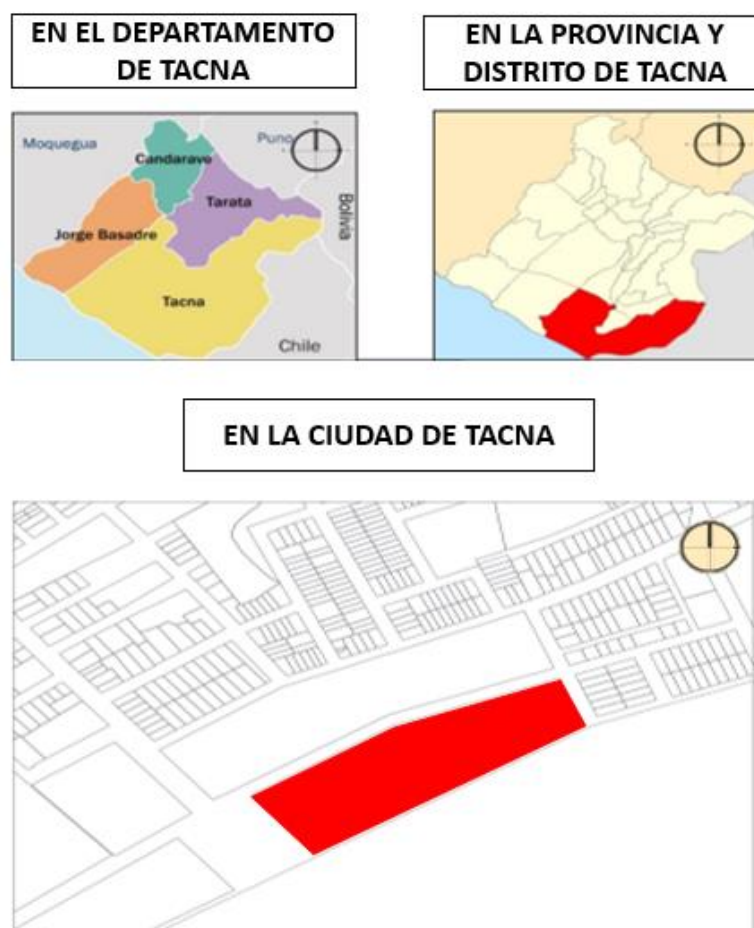 EN EL DEPARTAMENTO
DE TACNA
EN LA PROVINCIA Y
DISTRITO DE TACNA
Moquegua
Puno
Candarave
Tarata
Bolivia
Jorge Basadre
Tacna
Chile
EN LA CIUDAD DE TACNA